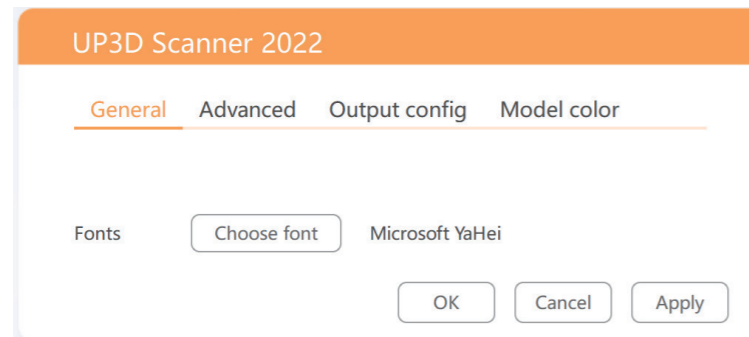 UP3D Scanner 2022
General Advanced Output config Model color
Fonts Choose font Microsoft YaHei
OK Cancel Apply